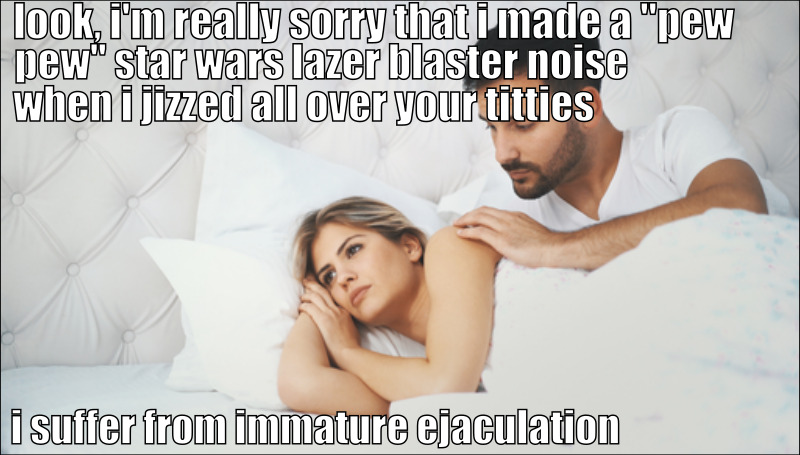 look, i'm really sorry that i made a "pew
pew" star wars lazer blaster noise
when i jizzed all over your titties
i suffer from immature ejaculation